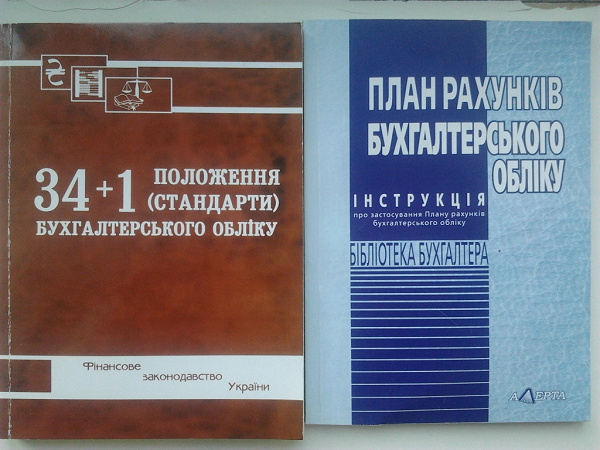 34+1 ПОЛОЖЕННЯ
(СТАНДАРТИ)
БУХГАЛТЕРСЬКОГО ОБЛІКУ
Фінансове
законодавство
України
ПЛАН РАХУНКІВ
БУХГАЛТЕРСЬКОГО
ОБЛІКУ
ІНСТРУКЦІЯ
про застосування Плану рахунків
бухгалтерського обліку
БІБЛІОТЕКА БУХГАЛТЕРА
АЛЕРТА